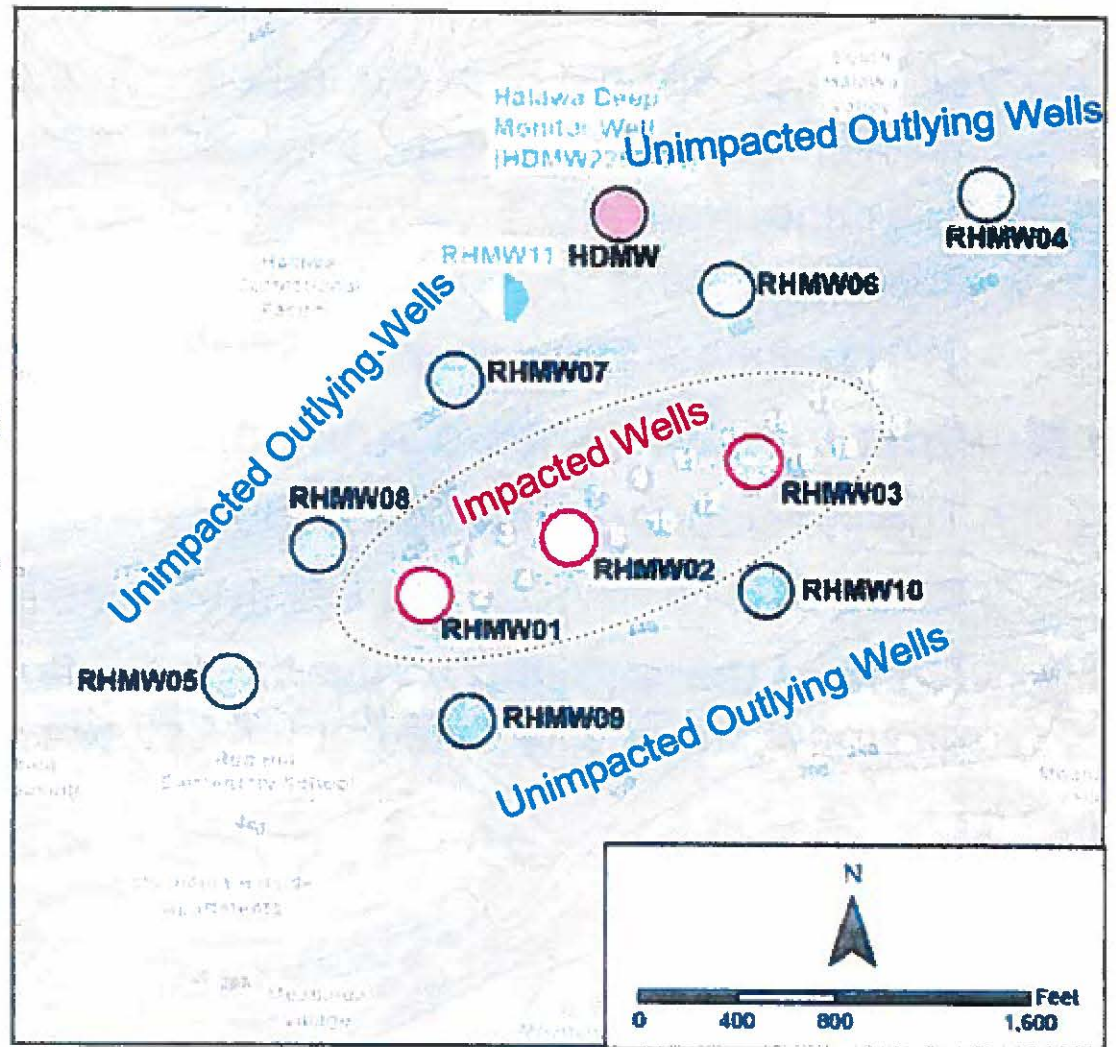 Halawa Deep
Monitor Well
Unimpacted Outlying Wells
HDMW
RHMW04
RHMW11
RHMW06
Unimpacted Outlying Wells
RHMW07
Impacted Wells
RHMW03
RHMW08
RHMW02
RHMW10
RHMW01
RHMW05
RHMW09
Unimpacted Outlying Wells
N
Feet
0 400 800 1,600